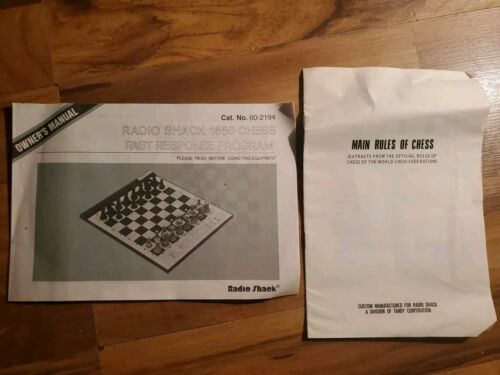 OWNER'S MANUAL
Cat. No. 60-2194
RADIO SHACK 1650 CHESS
FAST RESPONSE PROGRAM
PLEASE READ BEFORE USING THIS EQUIPMENT
Radio Shack®
MAIN RULES OF CHESS
(EXTRACTS FROM THE OFFICIAL RULES OF
CHESS OF THE WORLD CHESS FEDERATION)
CUSTOM MANUFACTURED FOR RADIO SHACK
A DIVISION OF TANDY CORPORATION